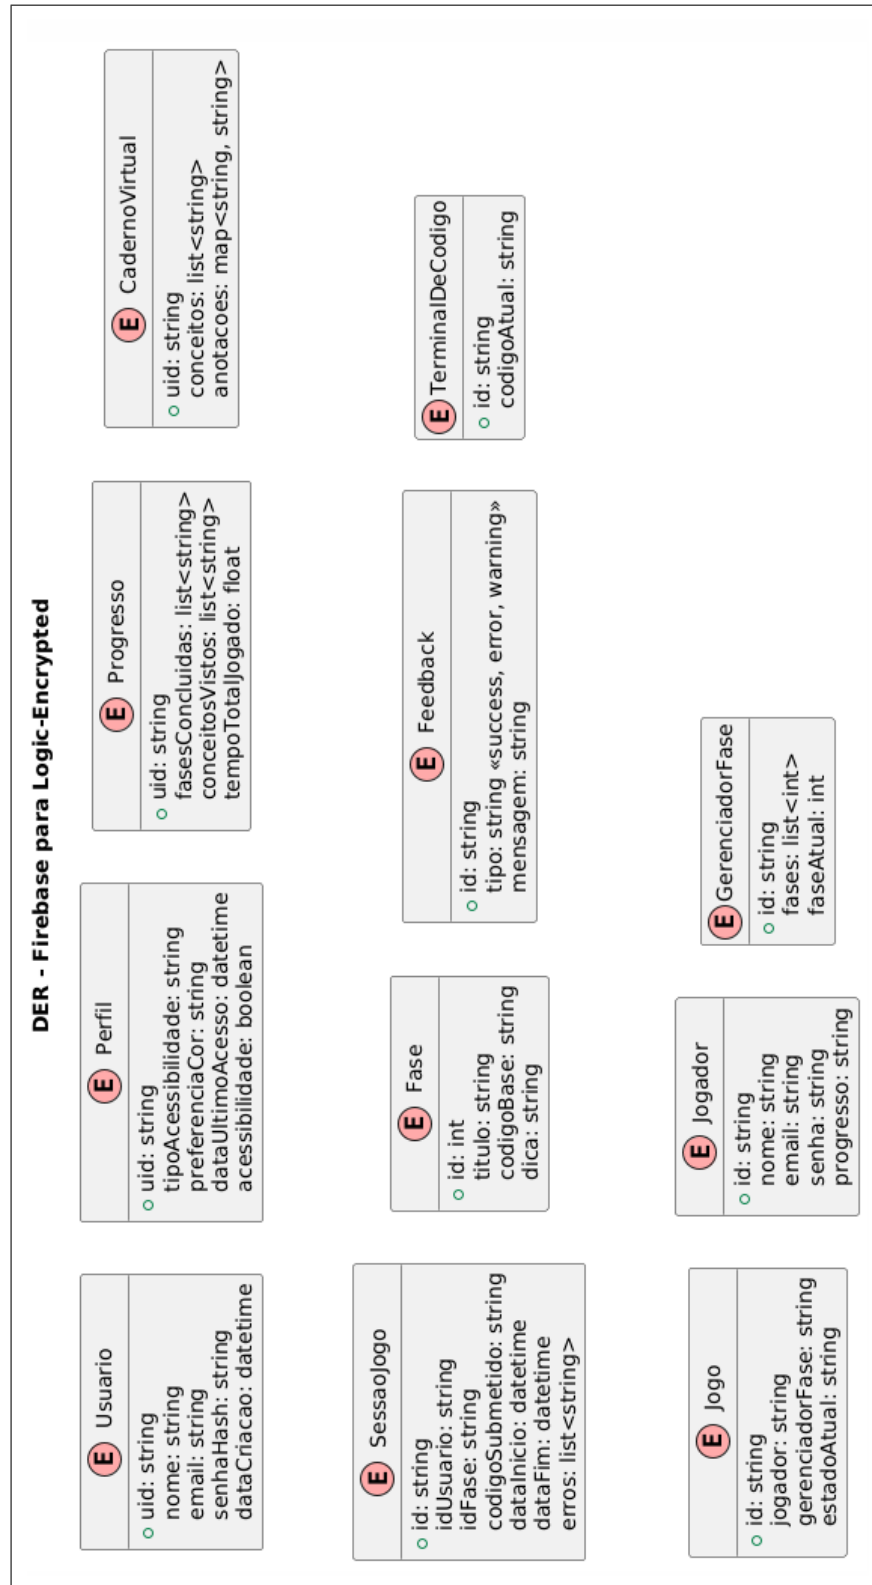 DER - Firebase para Logic-Encrypted
E Usuario
uid: string
nome: string
email: string
senhaHash: string
dataCriacao: datetime
E Perfil
uid: string
tipoAcessibilidade: string
preferenciaCor: string
dataUltimoAcesso: datetime
acessibilidade: boolean
E Progresso
uid: string
fasesConcluidas: list<string>
conceitosVistos: list<string>
tempoTotalJogado: float
E CadernoVirtual
uid: string
conceitos: list<string>
anotacoes: map<string, string>
E SessaoJogo
id: string
idUsuario: string
idFase: string
codigoSubmetido: string
dataInicio: datetime
dataFim: datetime
erros: list<string>
E Fase
id: int
titulo: string
codigoBase: string
dica: string
E Feedback
id: string
tipo: string «success, error, warning»
mensagem: string
E TerminalDeCodigo
id: string
codigoAtual: string
E Jogo
id: string
jogador: string
gerenciadorFase: string
estadoAtual: string
E Jogador
id: string
nome: string
email: string
senha: string
progresso: string
E GerenciadorFase
id: string
fases: list<int>
faseAtual: int